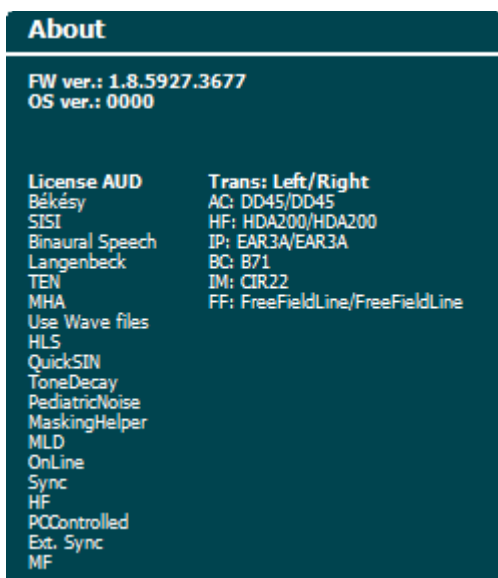 About
FW ver.: 1.8.5927.3677
OS ver.: 0000
License AUD
Békésy
SISI
Binaural Speech
Langenbeck
TEN
MHA
Use Wave files
HLS
QuickSIN
ToneDecay
PediatricNoise
MaskingHelper
MLD
OnLine
Sync
HF
PCControlled
Ext. Sync
MF
Trans: Left/Right
AC: DD45/DD45
HF: HDA200/HDA200
IP: EAR3A/EAR3A
BC: B71
IM: CIR22
FF: FreeFieldLine/FreeFieldLine